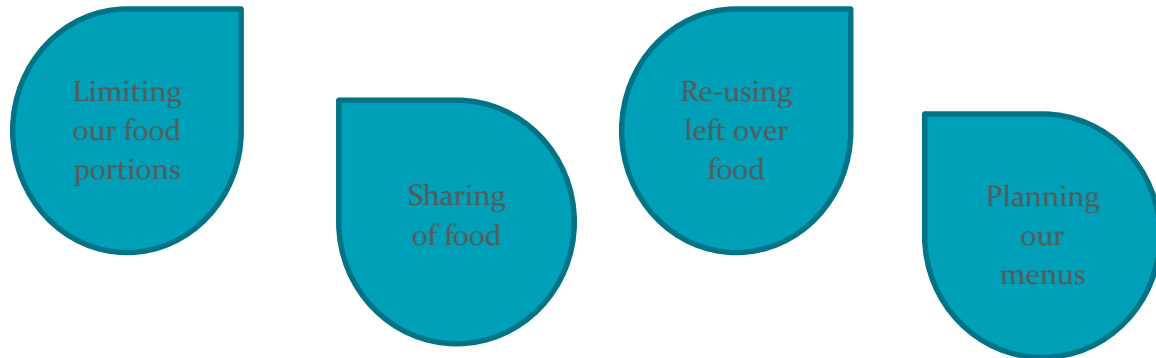 Limiting
our food
portions
Sharing
of food
Re-using
left over
food
Planning
our
menus